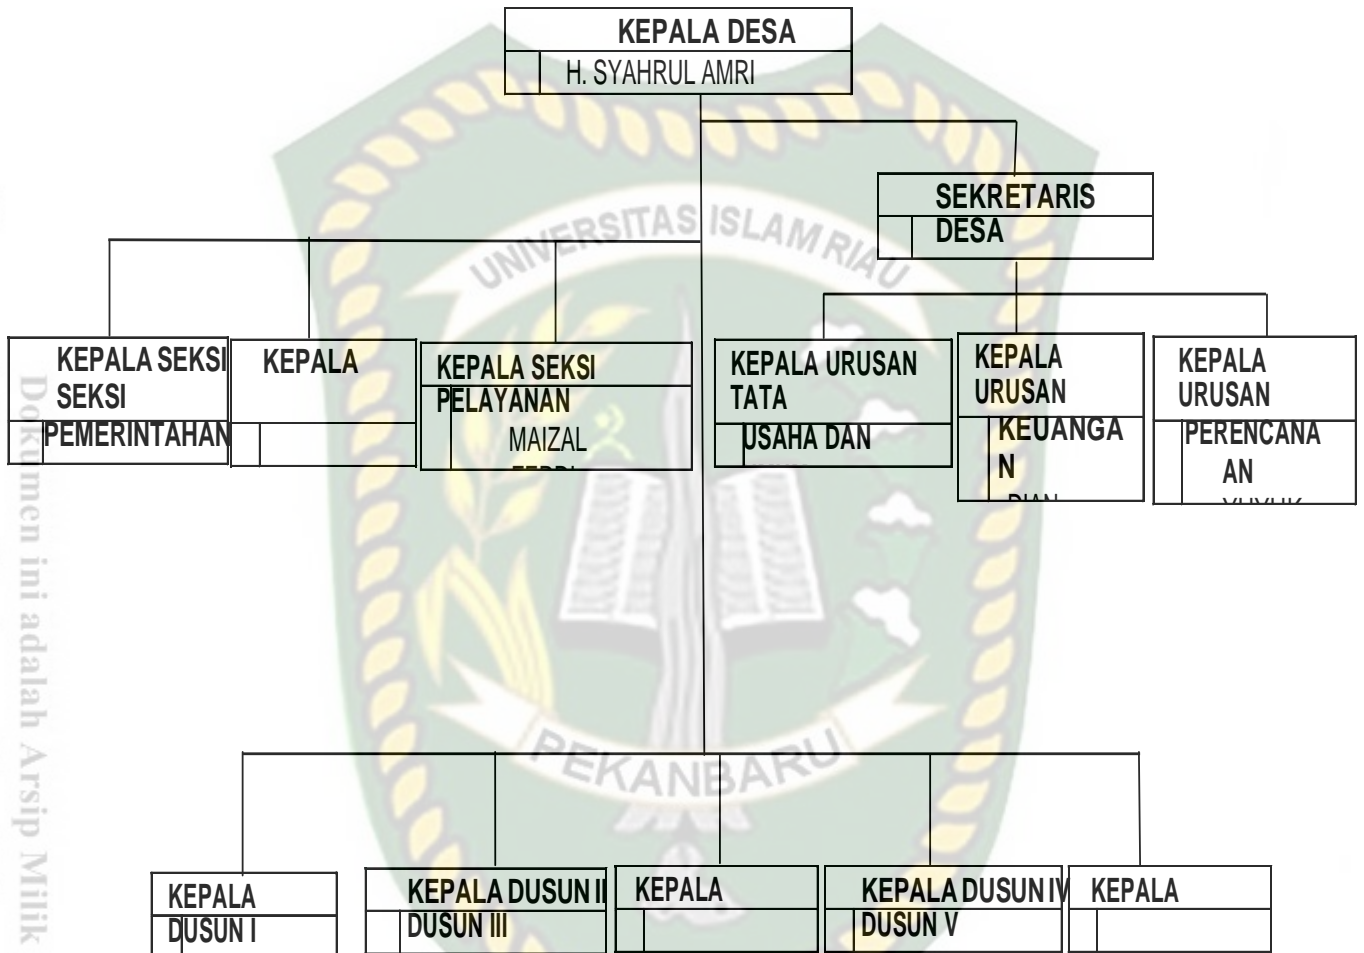 KEPALA DESA
H. SYAHRUL AMRI
SEKRETARIS
DESA
UNIVERSITAS ISLAM RIAU
KEPALA SEKSI
SEKSI
PEMERINTAHAN
KEPALA
KEPALA SEKSI
PELAYANAN
MAIZAL
KEPALA URUSAN
TATA
USAHA DAN
KEPALA
URUSAN
KEUANGA
N
KEPALA
URUSAN
PERENCANA
AN
PEKANBARU
KEPALA
DUSUN I
KEPALA DUSUN II
DUSUN III
KEPALA
KEPALA DUSUN IV
DUSUN V
KEPALA
Dokumen ini adalah Arsip Milik